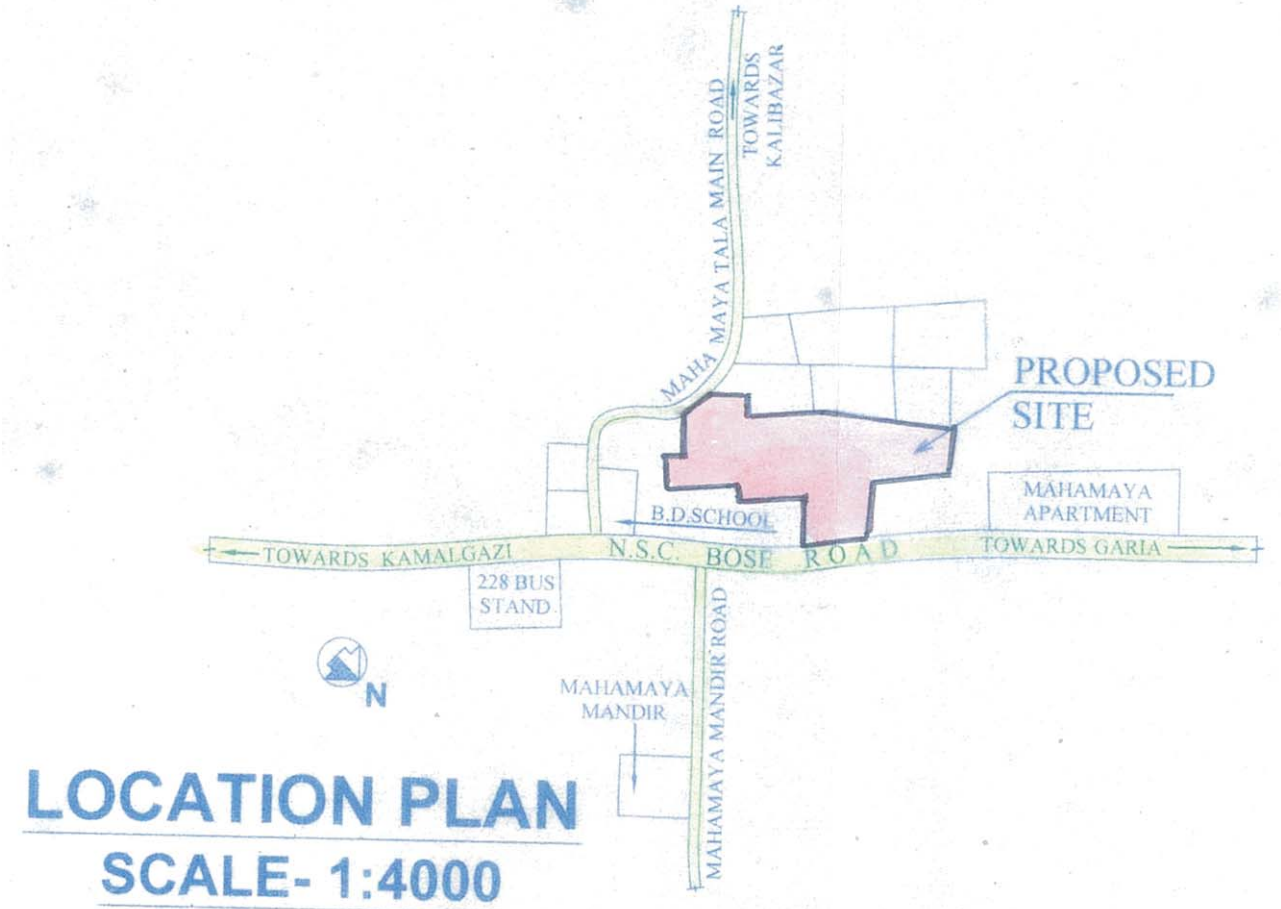 MAHA MAYA TALA MAIN ROAD
TOWARDS
KALIBAZAR
PROPOSED
SITE
MAHAMAYA
APARTMENT
B.D.SCHOOL
TOWARDS KAMALGAZI
N.S.C. BOSE ROAD
TOWARDS GARIA
228 BUS
STAND
MAHAMAYA MANDIR ROAD
MAHAMAYA
MANDIR
N
LOCATION PLAN
SCALE- 1:4000